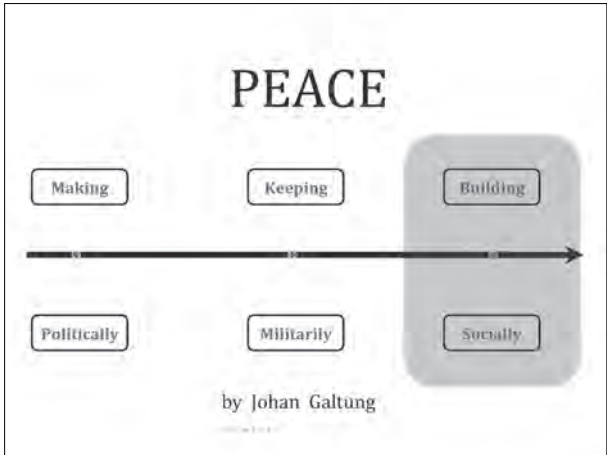 PEACE
Making Keeping Building
Politically Militarily Socially
by Johan Galtung